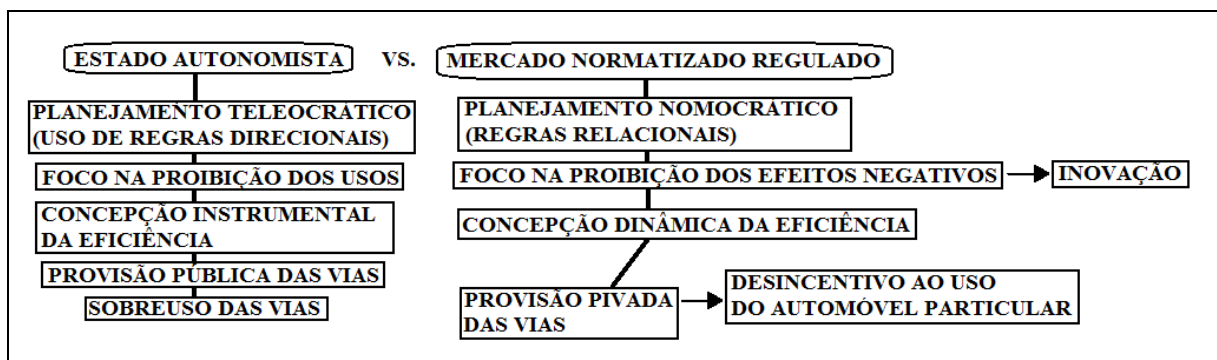 ESTADO AUTONOMISTA VS. MERCADO NORMATIZADO REGULADO
PLANEJAMENTO TELEOCRÁTICO
(USO DE REGRAS DIRECIONAIS)
FOCO NA PROIBIÇÃO DOS USOS
CONCEPÇÃO INSTRUMENTAL
DA EFICIÊNCIA
PROVISÃO PÚBLICA DAS VIAS
SOBREUSO DAS VIAS
PLANEJAMENTO NOMOCRÁTICO
(REGRAS RELACIONAIS)
FOCO NA PROIBIÇÃO DOS EFEITOS NEGATIVOS
INOVAÇÃO
CONCEPÇÃO DINÂMICA DA EFICIÊNCIA
PROVISÃO PIVADA
DAS VIAS
DESINCENTIVO AO USO
DO AUTOMÓVEL PARTICULAR